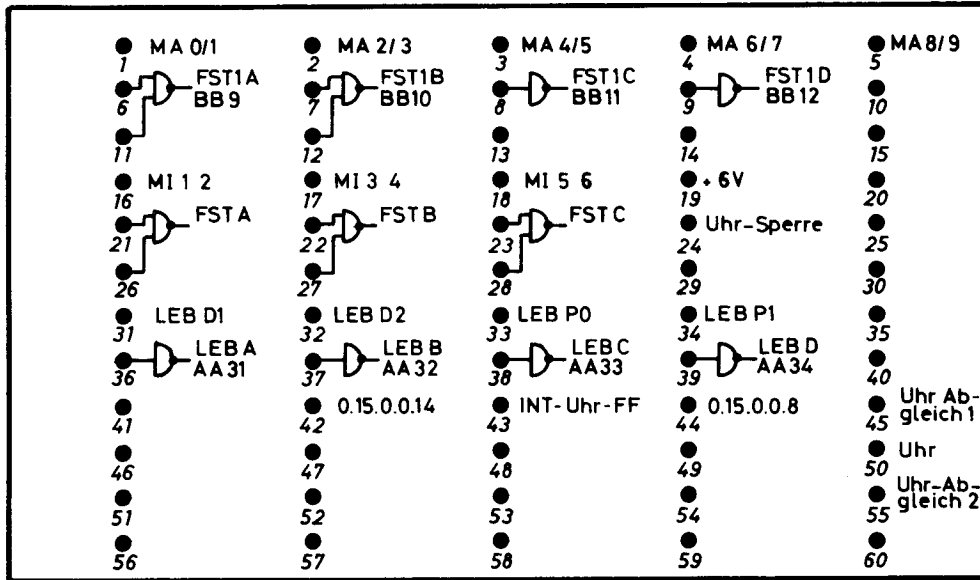 MA 0/1 MA 2/3 MA 4/5 MA 6/7 MA 8/9
1 2 3 4 5
FST1A FST1B FST1C FST1D
BB9 BB10 BB11 BB12
6 7 8 9 10
11 12 13 14 15
MI 1 2 MI 3 4 MI 5 6 + 6V
16 17 18 19 20
FST A FST B FST C Uhr-Sperre
21 22 23 24 25
26 27 28 29 30
LEB D1 LEB D2 LEB P0 LEB P1
31 32 33 34 35
LEB A LEB B LEB C LEB D
AA31 AA32 AA33 AA34
36 37 38 39 40
0.15.0.0.14 INT-Uhr-FF 0.15.0.0.8 Uhr Ab-
gleich 1
41 42 43 44 45
Uhr
46 47 48 49 50
Uhr-Ab-
gleich 2
51 52 53 54 55
56 57 58 59 60